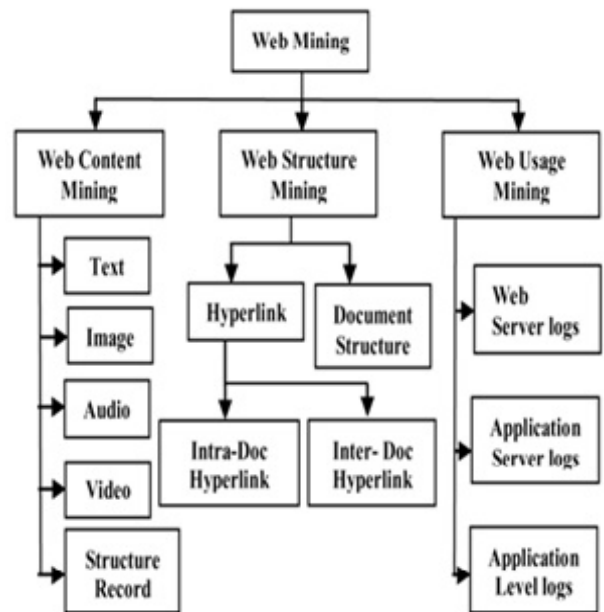 Web Mining
Web Content
Mining
Web Structure
Mining
Web Usage
Mining
Text
Image
Audio
Video
Structure
Record
Hyperlink
Document
Structure
Intra-Doc
Hyperlink
Inter- Doc
Hyperlink
Web
Server logs
Application
Server logs
Application
Level logs